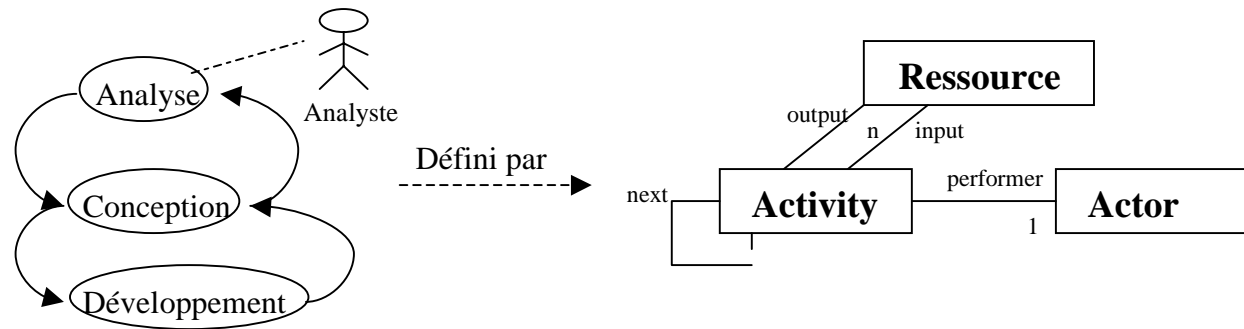 Analyse
Analyste
Conception
Développement
Défini par
Ressource
output
n
input
next
Activity
performer
1
Actor